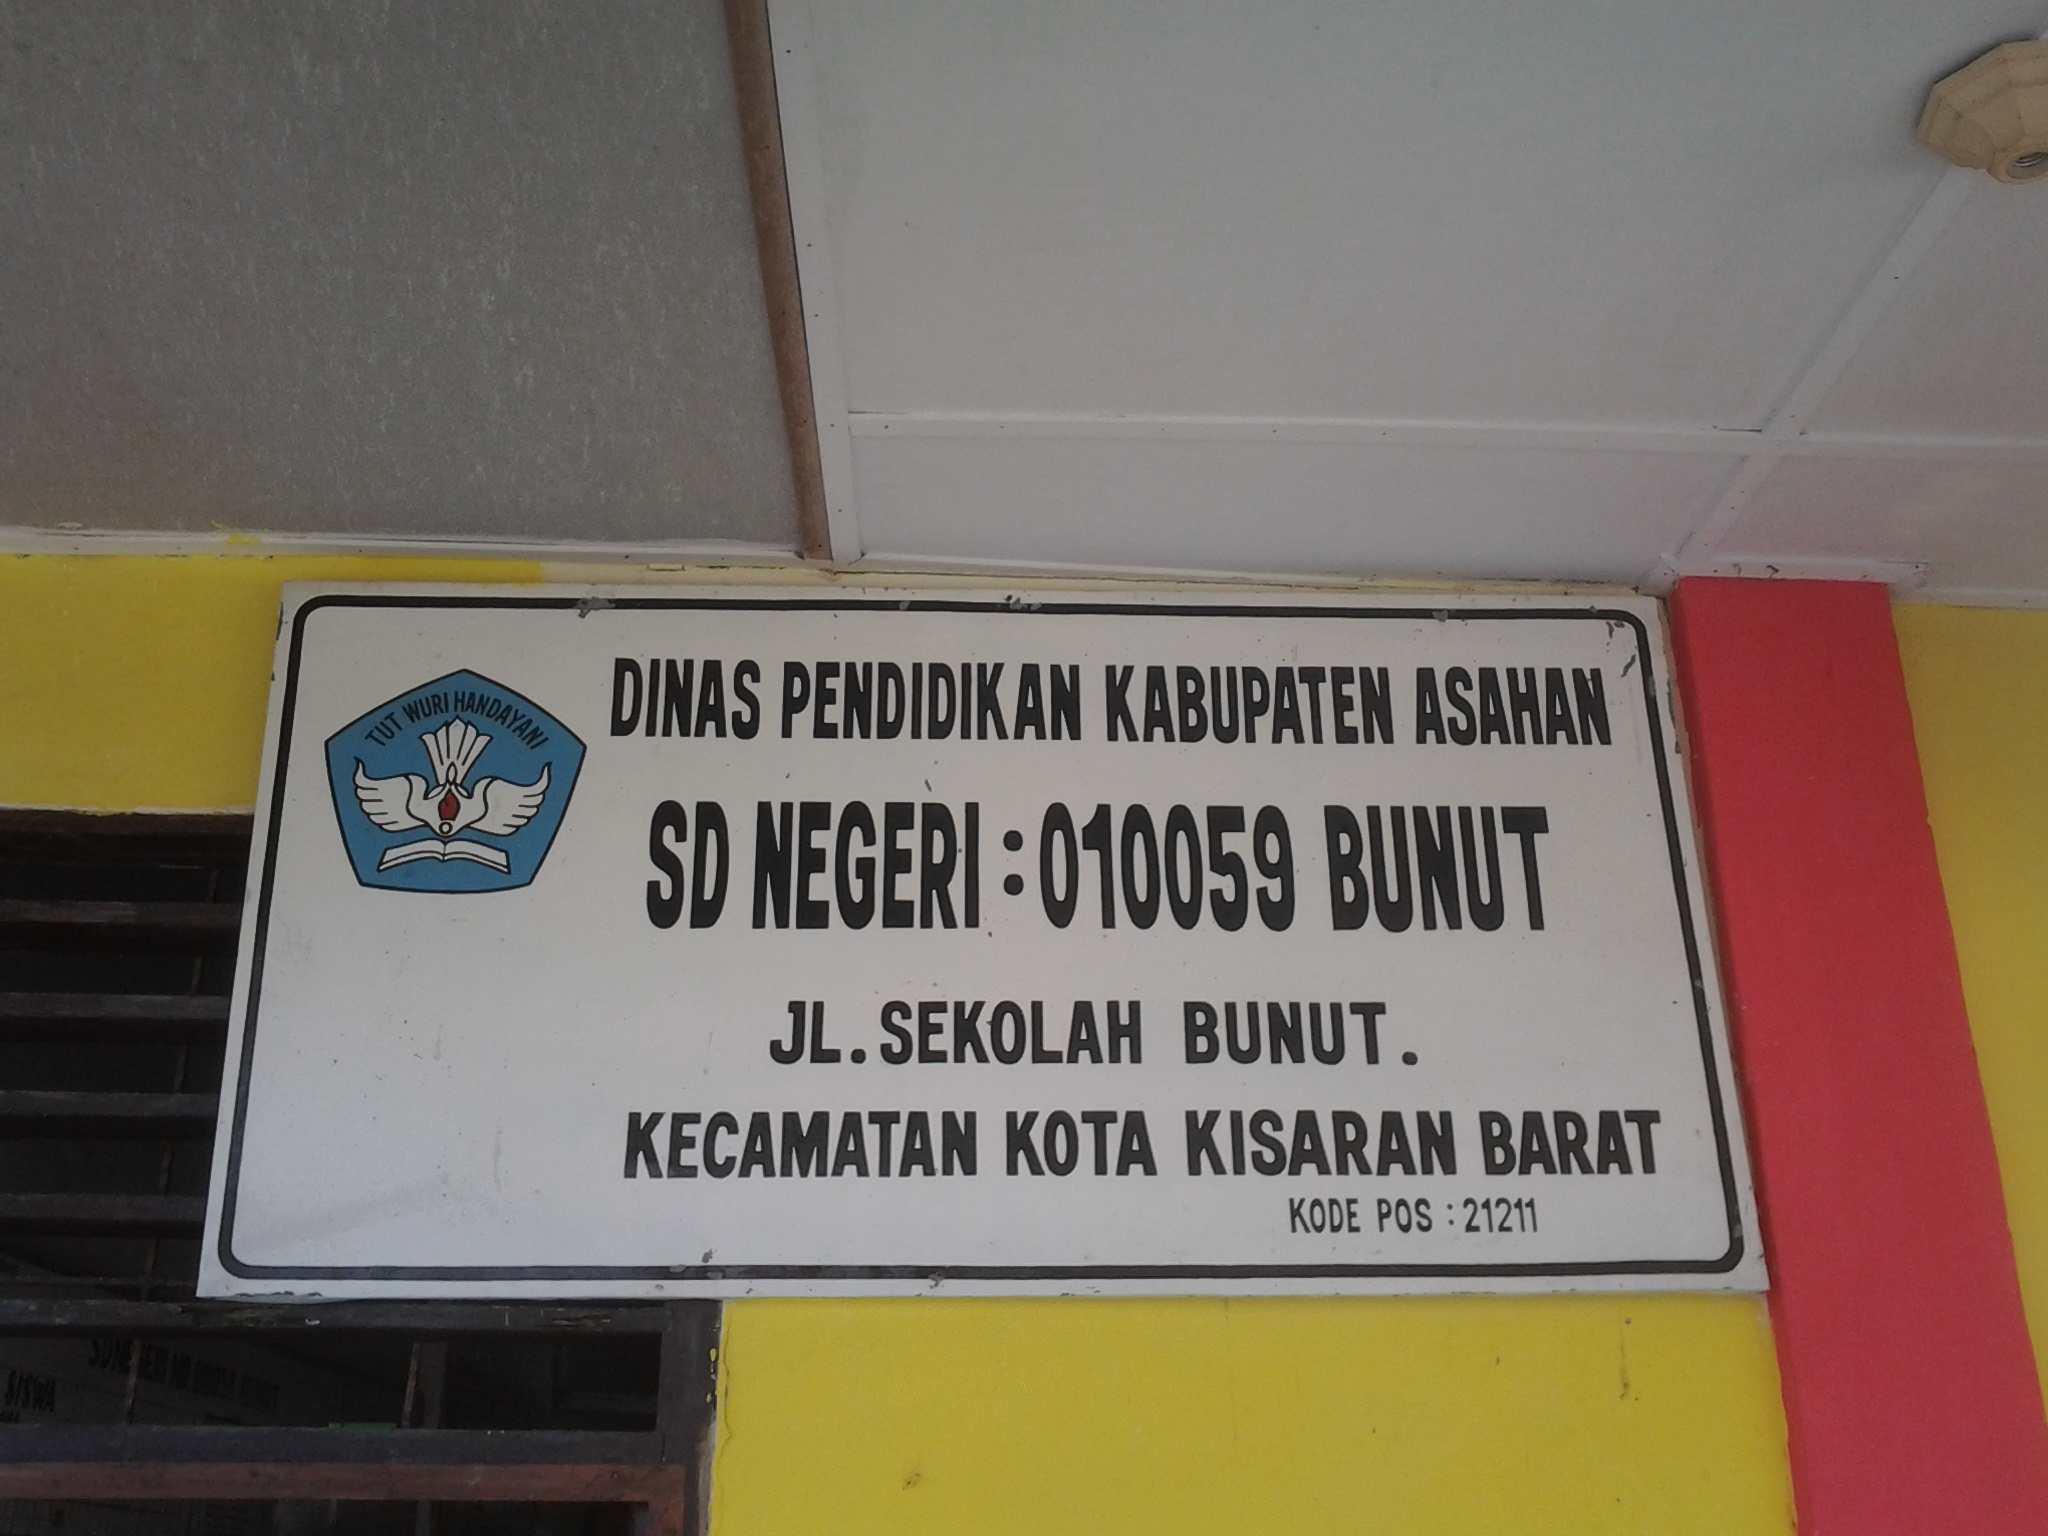 TUT WURI HANDAYANI
DINAS PENDIDIKAN KABUPATEN ASAHAN
SD NEGERI : 010059 BUNUT
JL. SEKOLAH BUNUT.
KECAMATAN KOTA KISARAN BARAT
KODE POS : 21211
SISWA